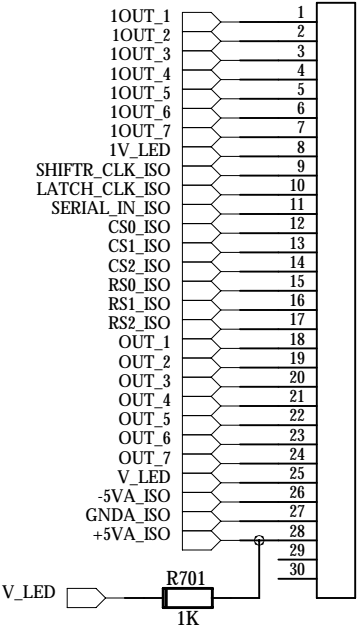 1OUT_1 1
1OUT_2 2
1OUT_3 3
1OUT_4 4
1OUT_5 5
1OUT_6 6
1OUT_7 7
1V_LED 8
SHIFTR_CLK_ISO 9
LATCH_CLK_ISO 10
SERIAL_IN_ISO 11
CS0_ISO 12
CS1_ISO 13
CS2_ISO 14
RS0_ISO 15
RS1_ISO 16
RS2_ISO 17
OUT_1 18
OUT_2 19
OUT_3 20
OUT_4 21
OUT_5 22
OUT_6 23
OUT_7 24
V_LED 25
-5VA_ISO 26
GNDA_ISO 27
+5VA_ISO 28
29
30
R701
V_LED
1K